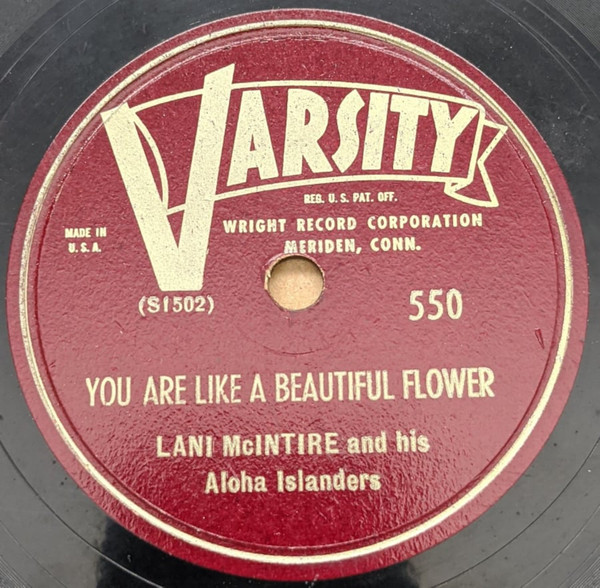 VARSITY
REG. U.S. PAT. OFF.
MADE IN
U.S.A.
WRIGHT RECORD CORPORATION
MERIDEN, CONN.
(S1502)
550
YOU ARE LIKE A BEAUTIFUL FLOWER
LANI McINTIRE and his
Aloha Islanders